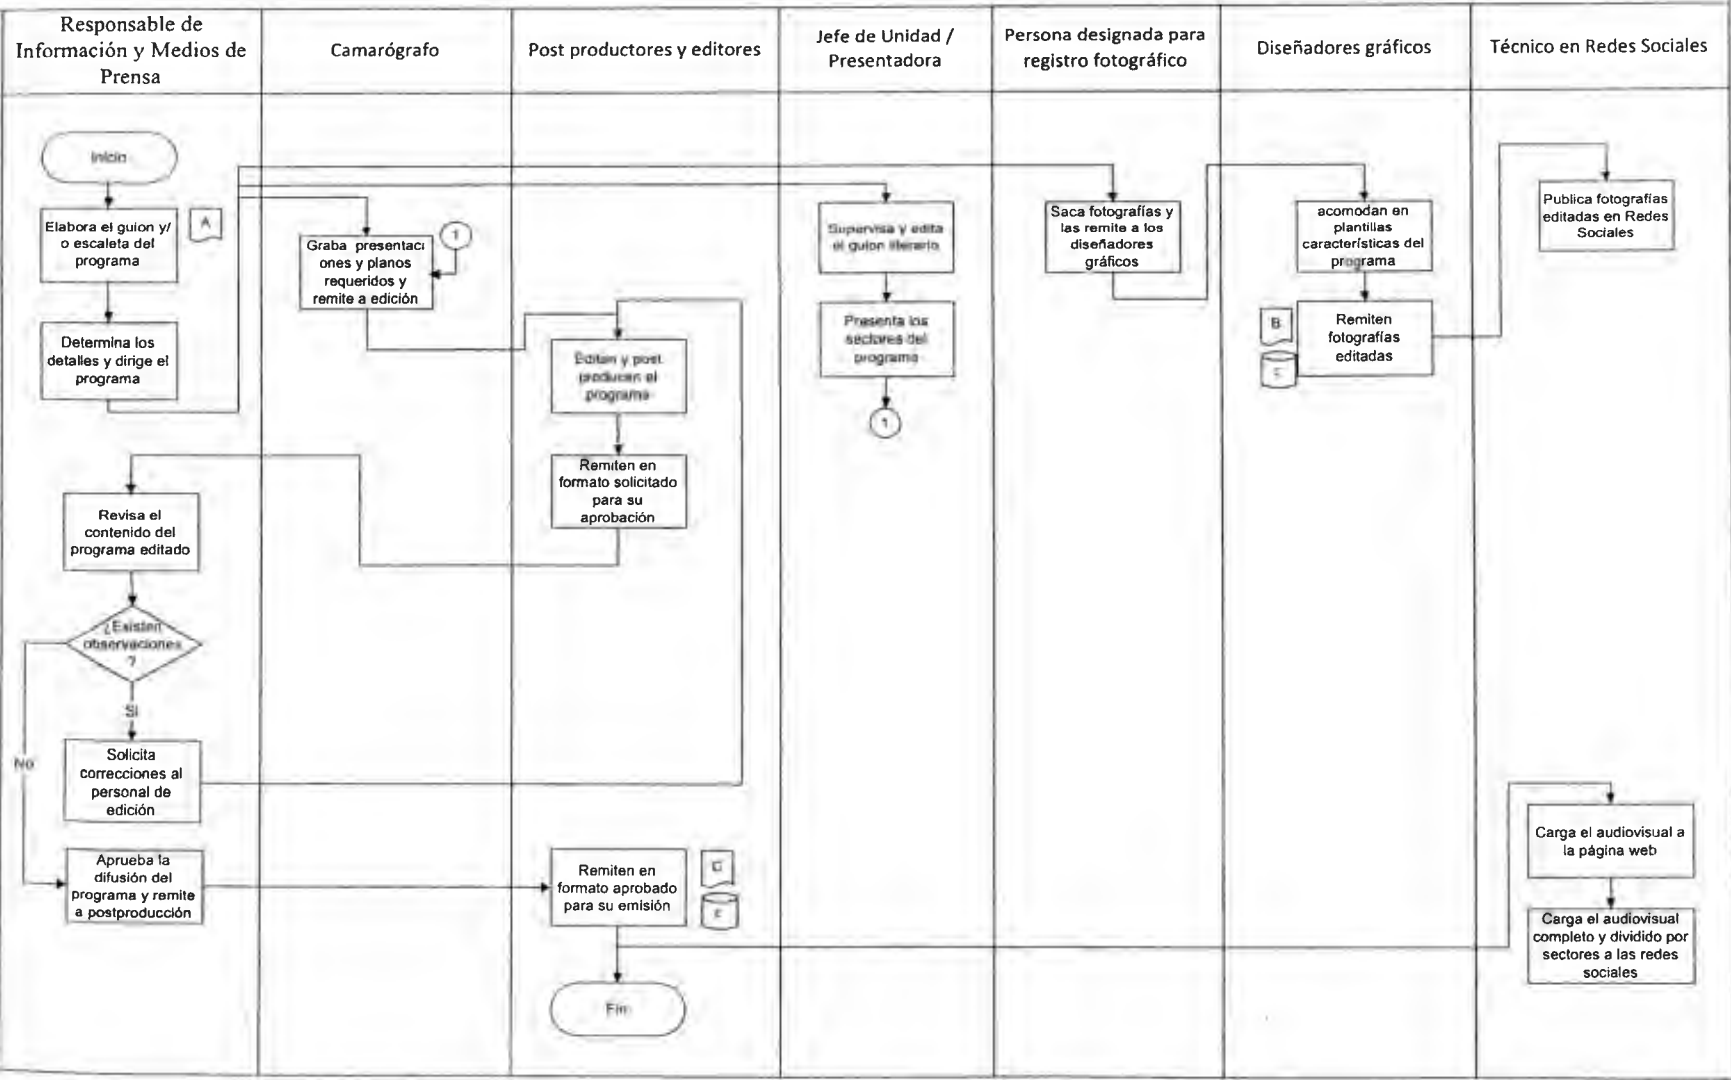 Responsable de
Información y Medios de
Prensa
Camarógrafo
Post productores y editores
Jefe de Unidad /
Presentadora
Persona designada para
registro fotográfico
Diseñadores gráficos
Técnico en Redes Sociales
Inicio
Elabora el guion y/
o escaleta del
programa
A
Determina los
detalles y dirige el
programa
Graba presentaci
ones y planos
requeridos y
remite a edición
1
Editan y post
producen el
programa
Remiten en
formato solicitado
para su
aprobación
Supervisa y edita
el guion literario
Presenta los
sectores del
programa
1
Saca fotografías y
las remite a los
diseñadores
gráficos
acomodan en
plantillas
características del
programa
B
Remiten
fotografías
editadas
Publica fotografías
editadas en Redes
Sociales
Revisa el
contenido del
programa editado
¿Existen
observaciones
?
Si
No
Solicita
correcciones al
personal de
edición
Aprueba la
difusión del
programa y remite
a postproducción
Remiten en
formato aprobado
para su emisión
Fin
Carga el audiovisual a
la página web
Carga el audiovisual
completo y dividido por
sectores a las redes
sociales